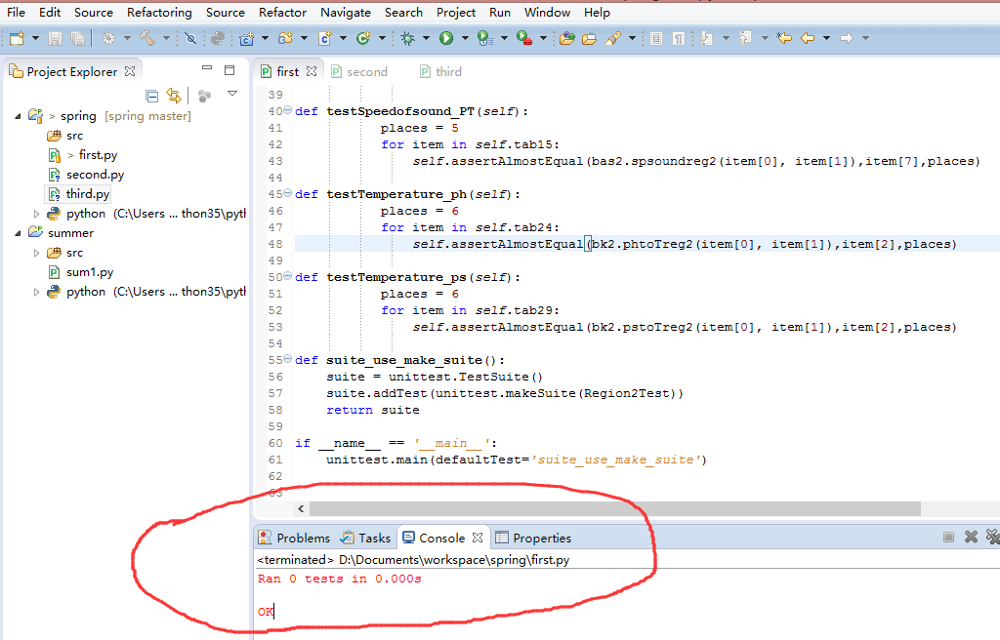 File Edit Source Refactoring Source Refactor Navigate Search Project Run Window Help
Project Explorer
> spring [spring master]
src
> first.py
second.py
third.py
python (C:\Users ... thon35\pyth
summer
src
sum1.py
python (C:\Users ... thon35\pyth
first second third
39
40 def testSpeedofsound_PT(self):
41 places = 5
42 for item in self.tab15:
43 self.assertAlmostEqual(bas2.spsoundreg2(item[0], item[1]),item[7],places)
44
45 def testTemperature_ph(self):
46 places = 6
47 for item in self.tab24:
48 self.assertAlmostEqual(bk2.phtoTreg2(item[0], item[1]),item[2],places)
49
50 def testTemperature_ps(self):
51 places = 6
52 for item in self.tab29:
53 self.assertAlmostEqual(bk2.pstoTreg2(item[0], item[1]),item[2],places)
54
55 def suite_use_make_suite():
56 suite = unittest.TestSuite()
57 suite.addTest(unittest.makeSuite(Region2Test))
58 return suite
59
60 if __name__ == '__main__':
61 unittest.main(defaultTest='suite_use_make_suite')
62
63
Problems Tasks Console Properties
<terminated> D:\Documents\workspace\spring\first.py
Ran 0 tests in 0.000s
OK